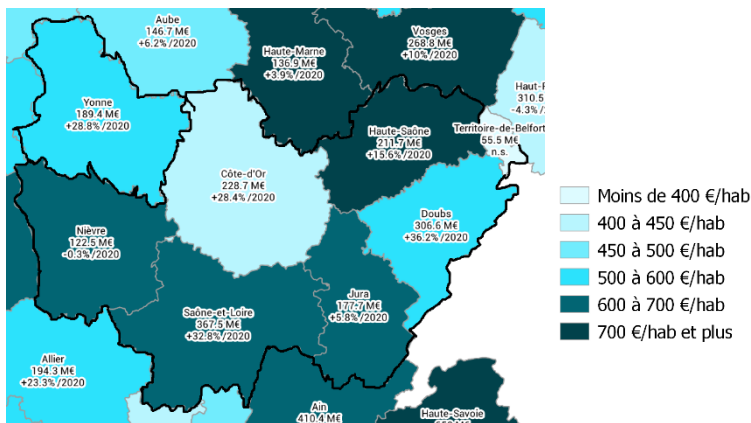 Aube
146.7 M€
+6.2% /2020
Haute-Marne
136.9 M€
+3.9% /2020
Vosges
268.8 M€
+10% /2020
Haut-R
310.5
-4.3% /2
Yonne
189.4 M€
+28.8% /2020
Haute-Saône
211.7 M€
+15.6% /2020
Territoire-de-Belfort
55.5 M€
n.s.
Côte-d'Or
228.7 M€
+28.4% /2020
Doubs
306.6 M€
+36.2% /2020
Nièvre
122.5 M€
-0.3% /2020
Saône-et-Loire
367.5 M€
+32.8% /2020
Jura
177.7 M€
+5.8% /2020
Allier
194.3 M€
+23.3% /2020
Ain
410.4 M€
Haute-Savoie
Moins de 400 €/hab
400 à 450 €/hab
450 à 500 €/hab
500 à 600 €/hab
600 à 700 €/hab
700 €/hab et plus